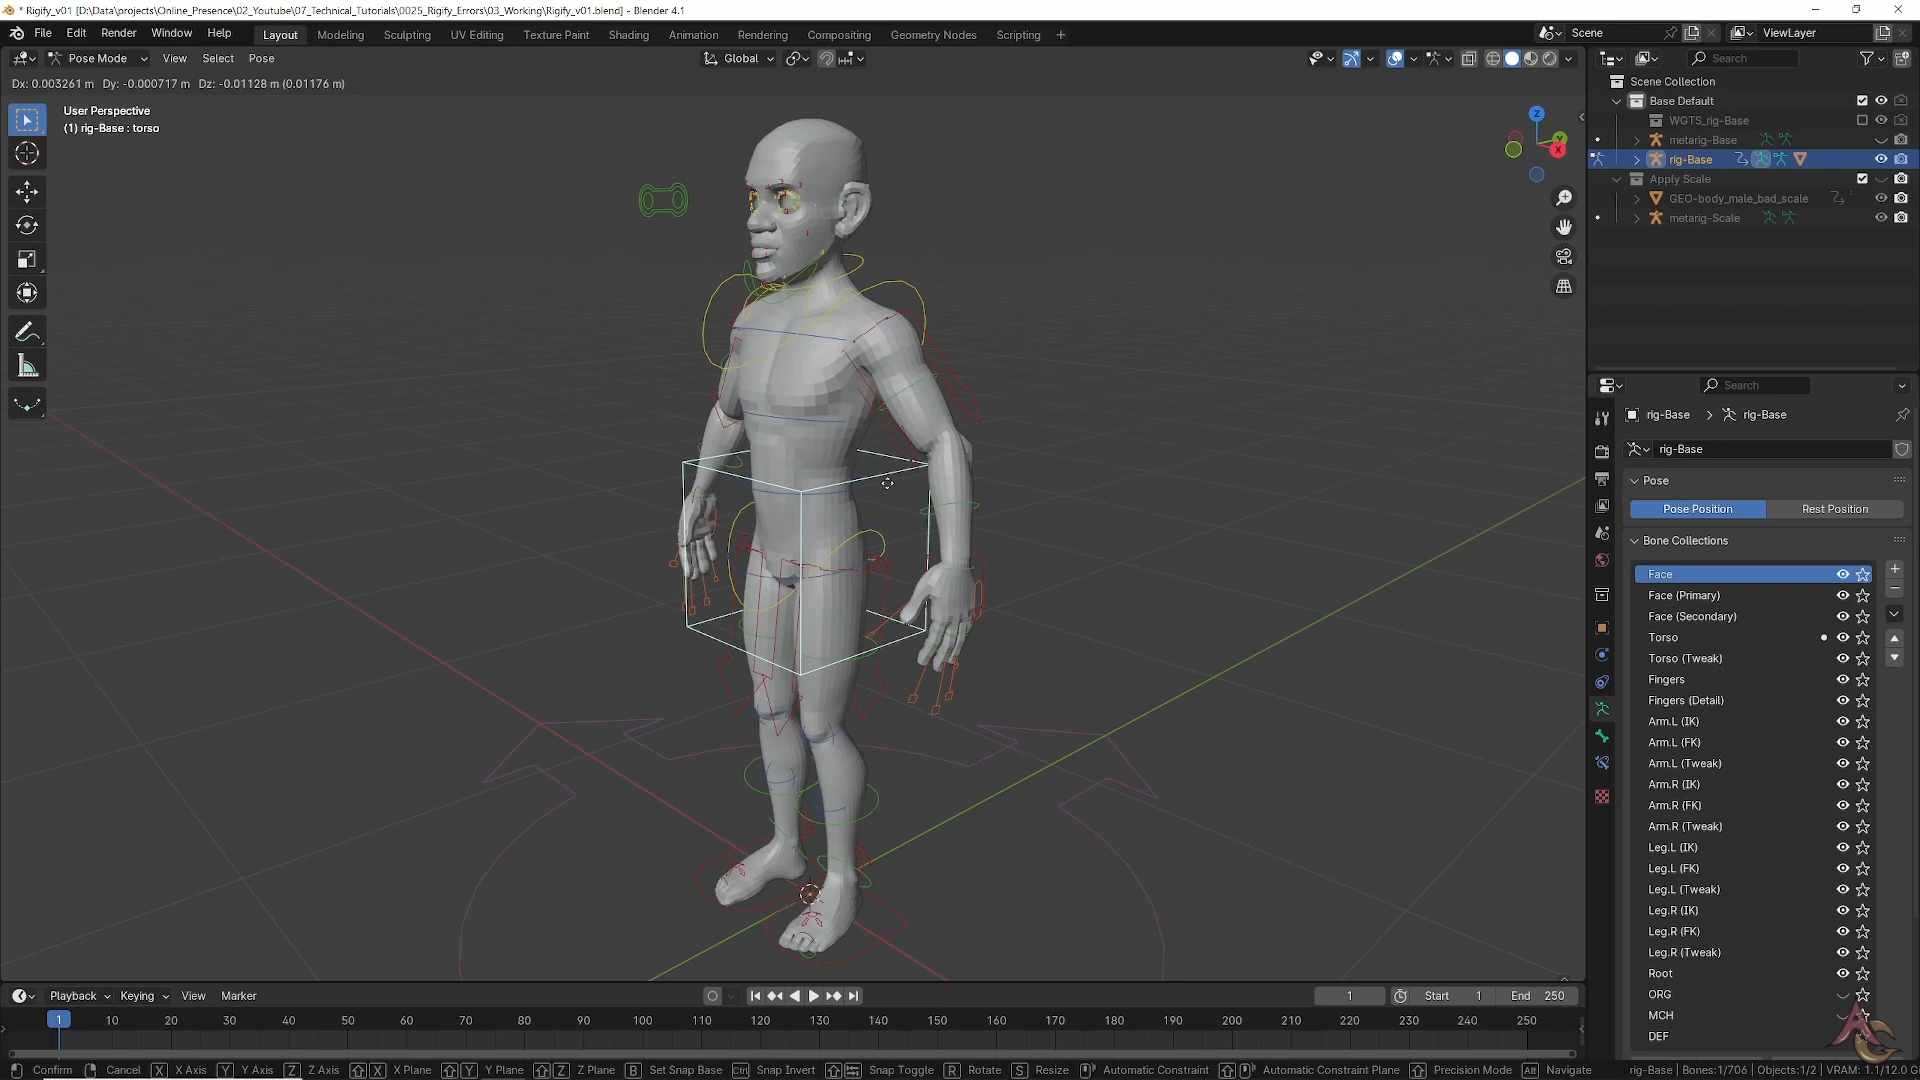 * Rigify_v01 [D:\Data\projects\Online_Presence\02_Youtube\07_Technical_Tutorials\0025_Rigify_Errors\03_Working\Rigify_v01.blend] - Blender 4.1
File Edit Render Window Help Layout Modeling Sculpting UV Editing Texture Paint Shading Animation Rendering Compositing Geometry Nodes Scripting + Scene ViewLayer
Pose Mode View Select Pose Global Search
Dx: 0.003261 m Dy: -0.000717 m Dz: -0.01128 m (0.01176 m)
User Perspective
(1) rig-Base : torso
Z
Y
X
Scene Collection
Base Default
WGTS_rig-Base
metarig-Base
rig-Base
Apply Scale
GEO-body_male_bad_scale
metarig-Scale
Search
rig-Base > rig-Base
rig-Base
Pose
Pose Position Rest Position
Bone Collections
Face
Face (Primary)
Face (Secondary)
Torso
Torso (Tweak)
Fingers
Fingers (Detail)
Arm.L (IK)
Arm.L (FK)
Arm.L (Tweak)
Arm.R (IK)
Arm.R (FK)
Arm.R (Tweak)
Leg.L (IK)
Leg.L (FK)
Leg.L (Tweak)
Leg.R (IK)
Leg.R (FK)
Leg.R (Tweak)
Root
ORG
MCH
DEF
Playback Keying View Marker 1 Start 1 End 250
1 10 20 30 40 50 60 70 80 90 100 110 120 130 140 150 160 170 180 190 200 210 220 230 240 250
Confirm Cancel X X Axis Y Y Axis Z Z Axis X X Plane Y Y Plane Z Z Plane B Set Snap Base Ctrl Snap Invert Snap Toggle R Rotate S Resize Automatic Constraint Automatic Constraint Plane Precision Mode Alt Navigate rig-Base | Bones:1/706 | Objects:1/2 | VRAM: 1.1/12.0 G